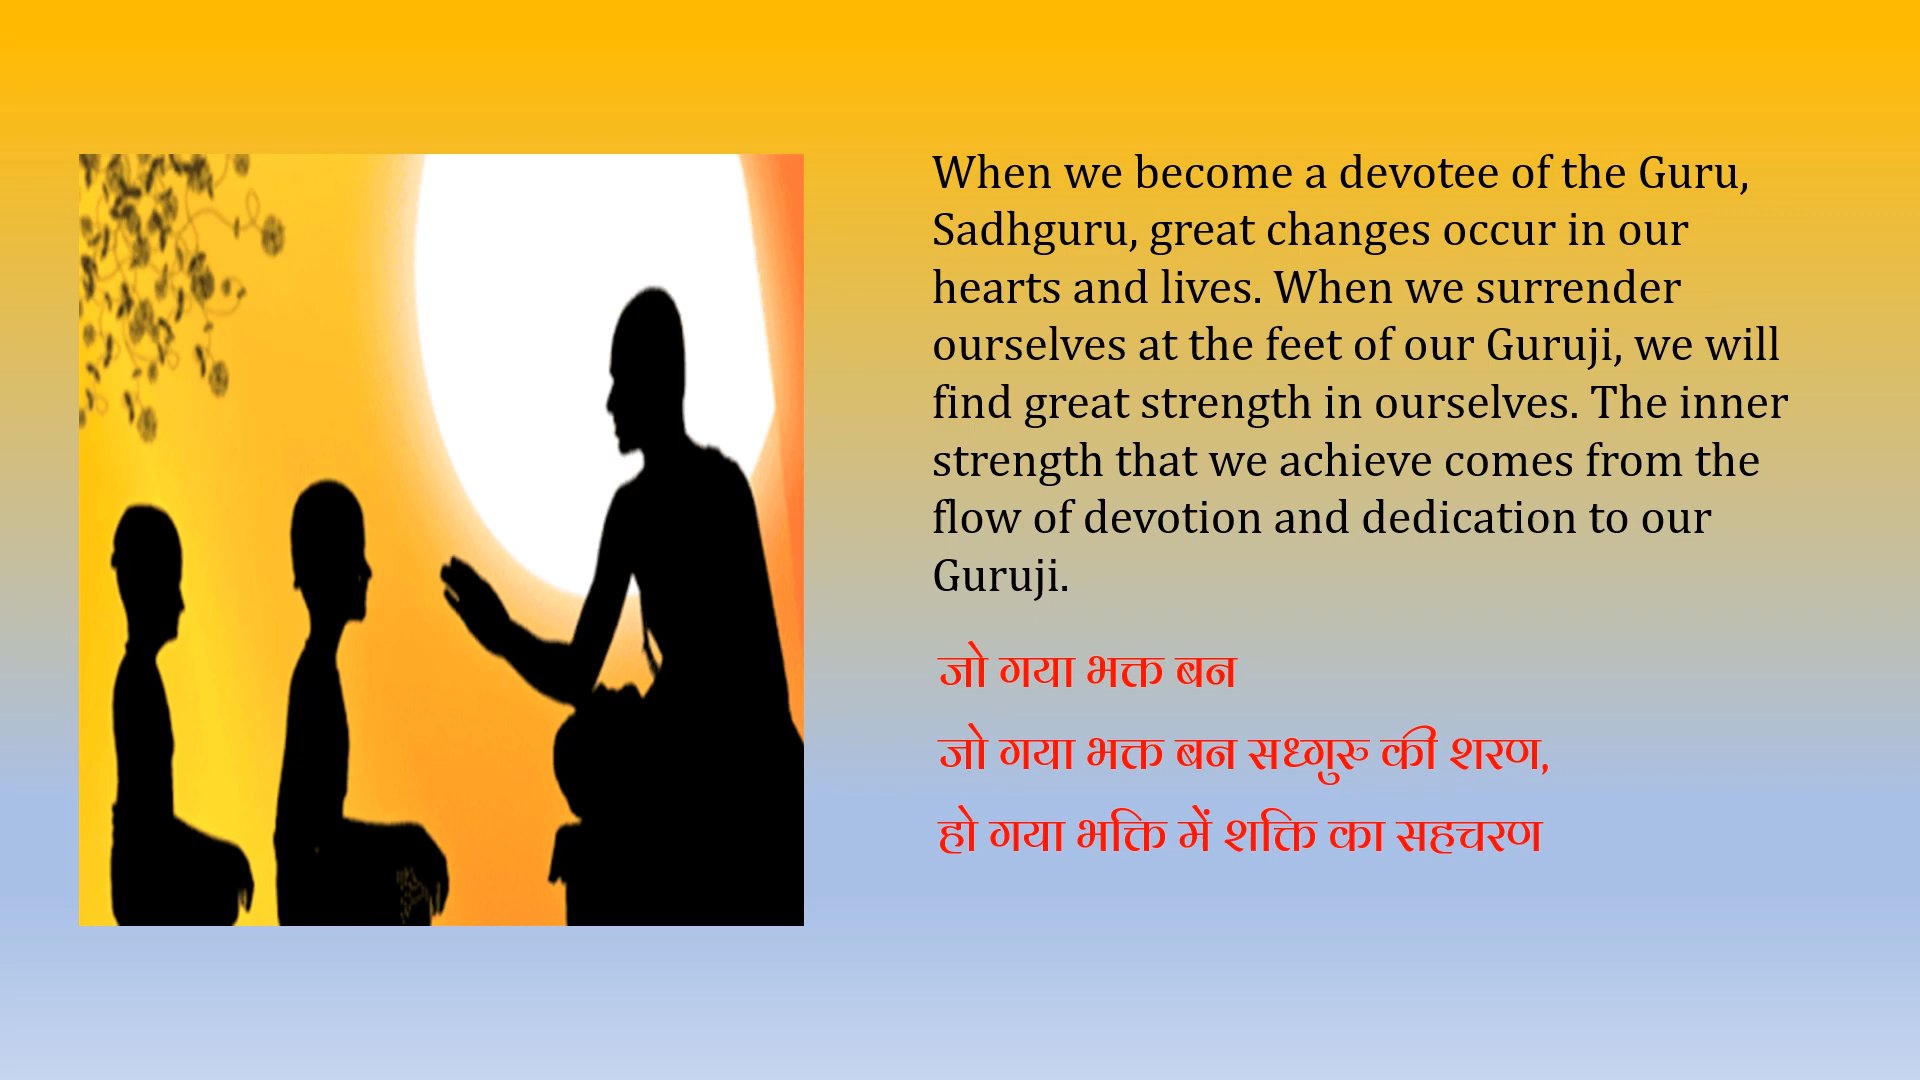 When we become a devotee of the Guru,
Sadhguru, great changes occur in our
hearts and lives. When we surrender
ourselves at the feet of our Guruji, we will
find great strength in ourselves. The inner
strength that we achieve comes from the
flow of devotion and dedication to our
Guruji.
जो गया भक्त बन
जो गया भक्त बन सध्गुरु की शरण,
हो गया भक्ति में शक्ति का सहचरण